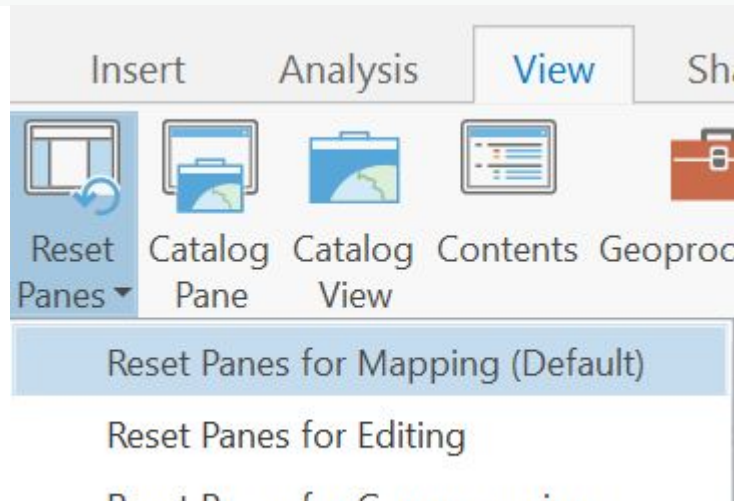 Insert Analysis View
Reset Panes
Catalog Pane
Catalog View
Contents
Reset Panes for Mapping (Default)
Reset Panes for Editing